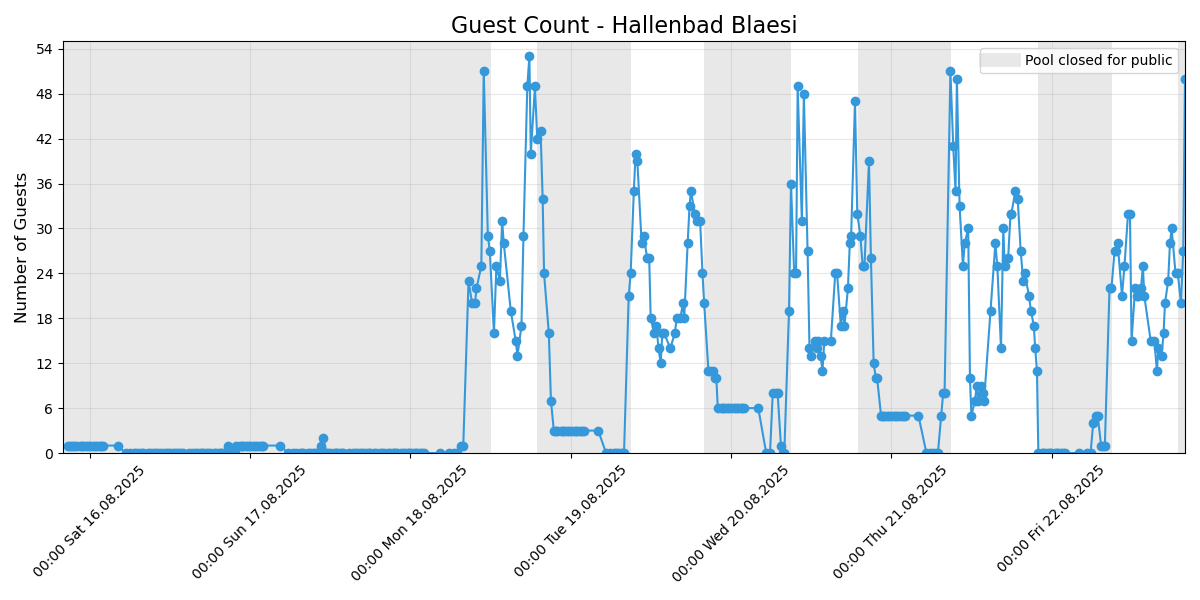 Guest Count - Hallenbad Blaesi
Pool closed for public
Number of Guests
54
48
42
36
30
24
18
12
6
0
00:00 Sat 16.08.2025
00:00 Sun 17.08.2025
00:00 Mon 18.08.2025
00:00 Tue 19.08.2025
00:00 Wed 20.08.2025
00:00 Thu 21.08.2025
00:00 Fri 22.08.2025